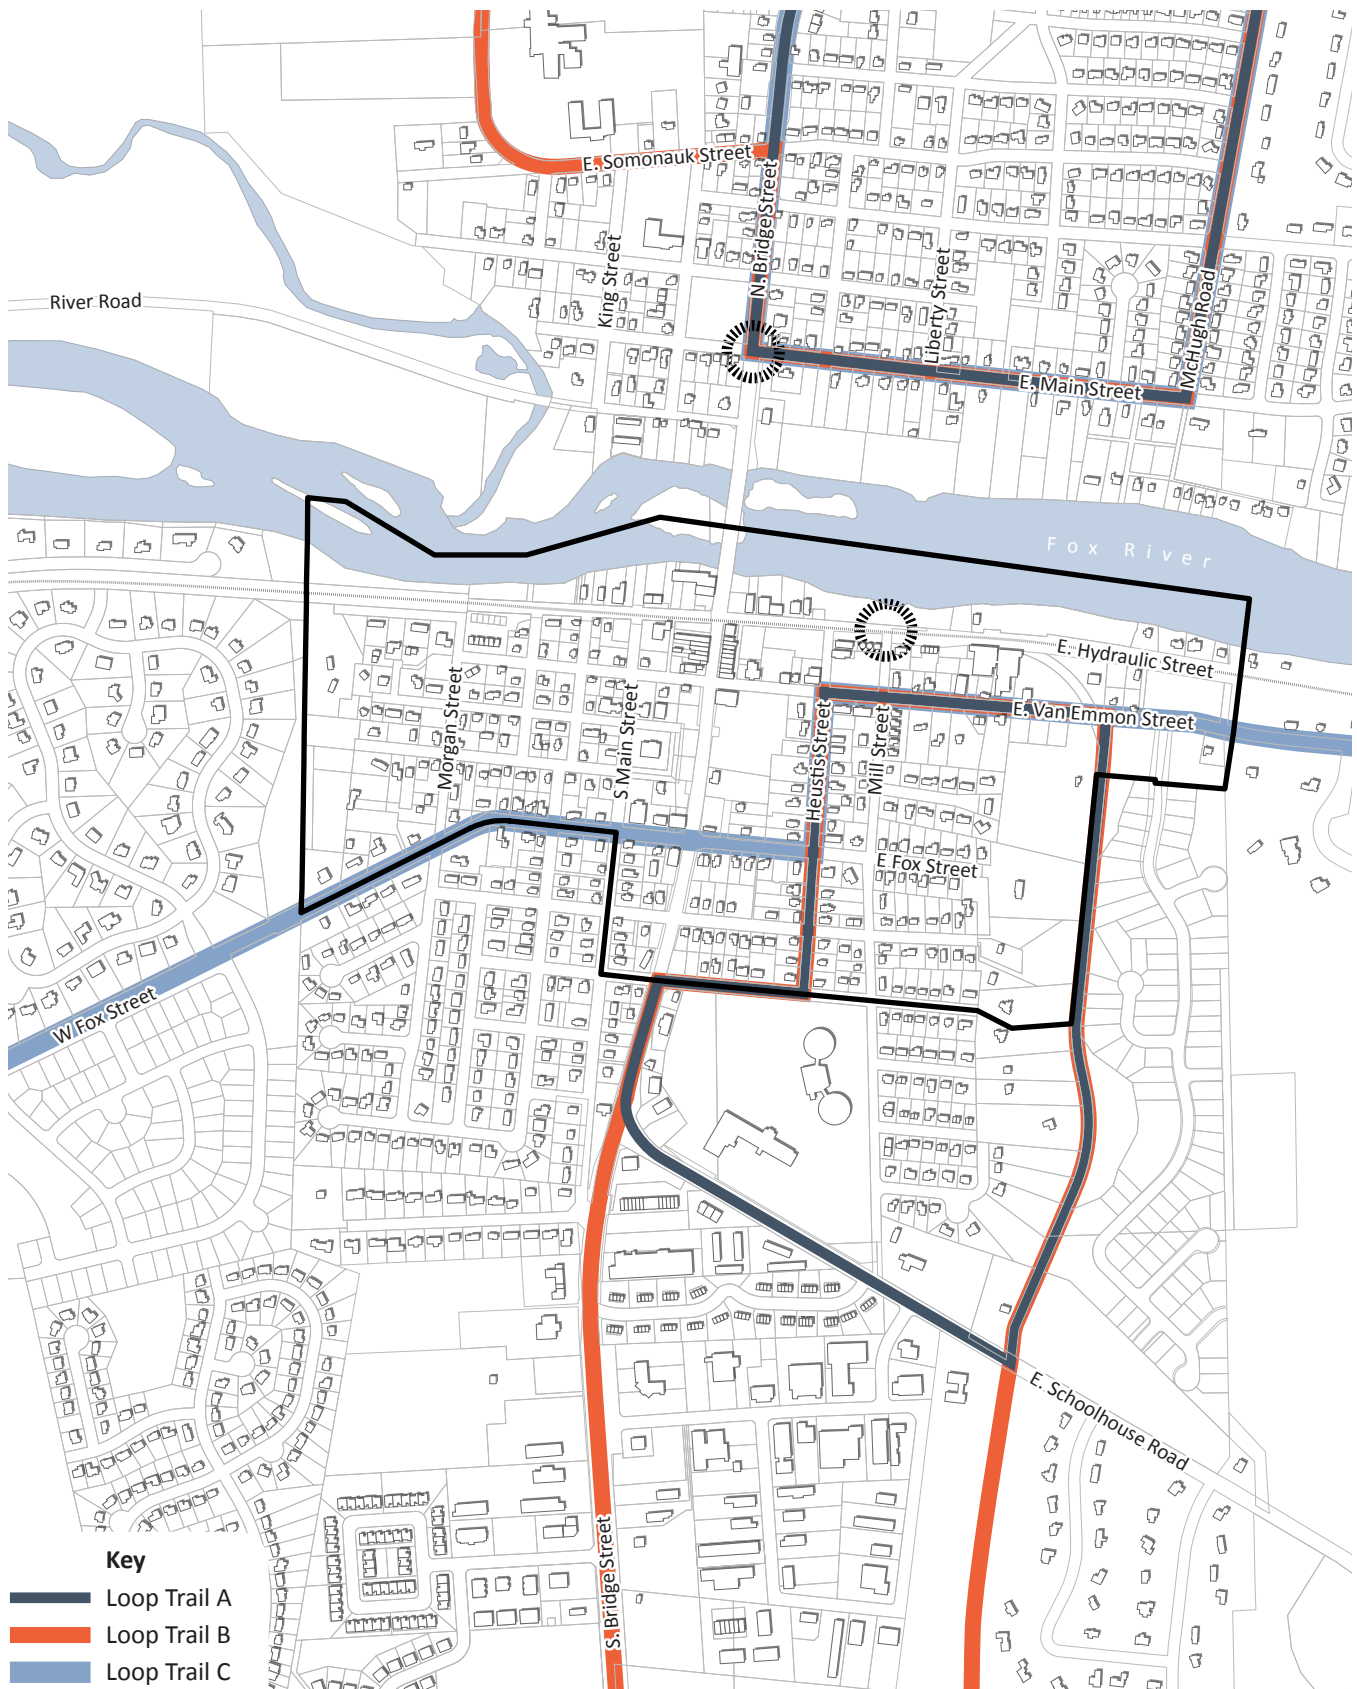 E. Somonauk Street
N. Bridge Street
King Street
Liberty Street
McHugh Road
River Road
E. Main Street
Fox River
E. Hydraulic Street
E. Van Emmon Street
Morgan Street
S Main Street
Heustis Street
Mill Street
E Fox Street
W Fox Street
E. Schoolhouse Road
S. Bridge Street
Key
Loop Trail A
Loop Trail B
Loop Trail C